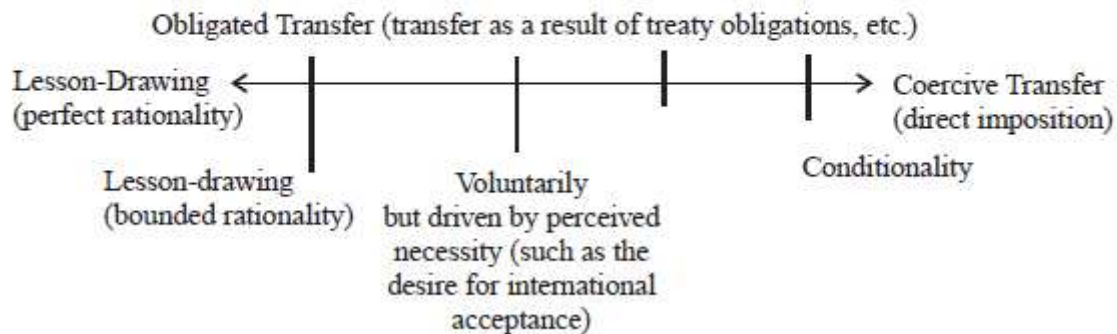 Obligated Transfer (transfer as a result of treaty obligations, etc.)
Lesson-Drawing
(perfect rationality)
Coercive Transfer
(direct imposition)
Lesson-drawing
(bounded rationality)
Voluntarily
but driven by perceived
necessity (such as the
desire for international
acceptance)
Conditionality